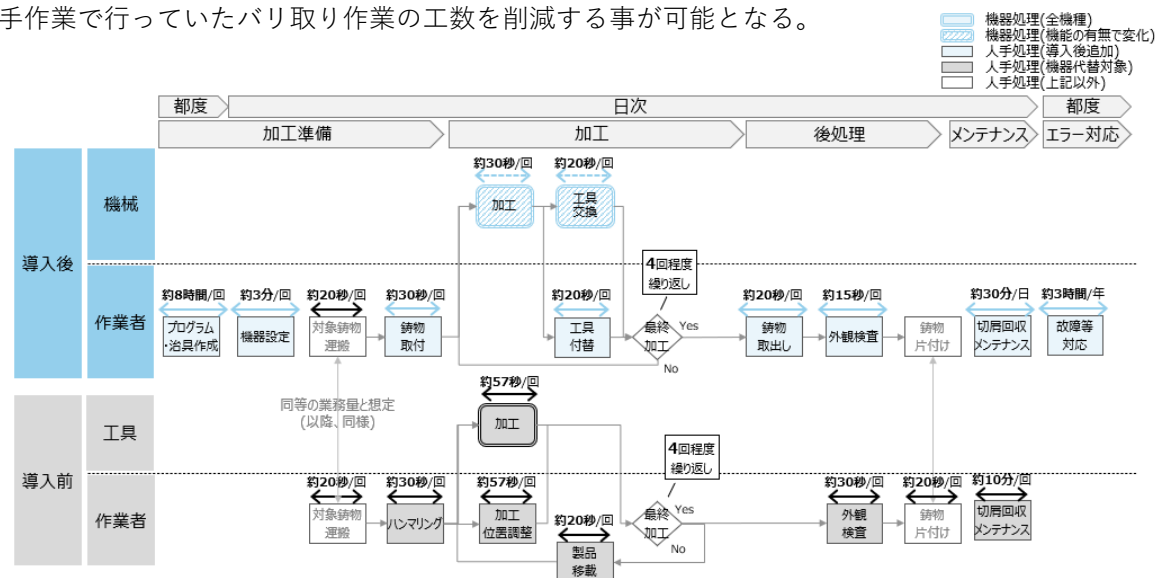 手作業で行っていたバリ取り作業の工数を削減する事が可能となる。
機器処理(全機種)
機器処理(機能の有無で変化)
人手処理(導入後追加)
人手処理(機器代替対象)
人手処理(上記以外)
都度
日次
都度
加工準備
加工
後処理
メンテナンス
エラー対応
導入後
機械
約30秒/回
約20秒/回
加工
工具
交換
作業者
4回程度
繰り返し
約8時間/回
約3分/回
約20秒/回
約30秒/回
約20秒/回
約20秒/回
約15秒/回
約30分/日
約3時間/年
プログラム
・治具作成
機器設定
対象鋳物
運搬
鋳物
取付
工具
付替
最終
加工
Yes
No
鋳物
取出し
外観検査
鋳物
片付け
切屑回収
メンテナンス
故障等
対応
同等の業務量と想定
(以降、同様)
導入前
工具
約57秒/回
加工
4回程度
繰り返し
作業者
約20秒/回
約30秒/回
約57秒/回
約20秒/回
約30秒/回
約20秒/回
約10分/回
対象鋳物
運搬
ハンマリング
加工
位置調整
製品
移載
最終
加工
Yes
No
外観
検査
鋳物
片付け
切屑回収
メンテナンス